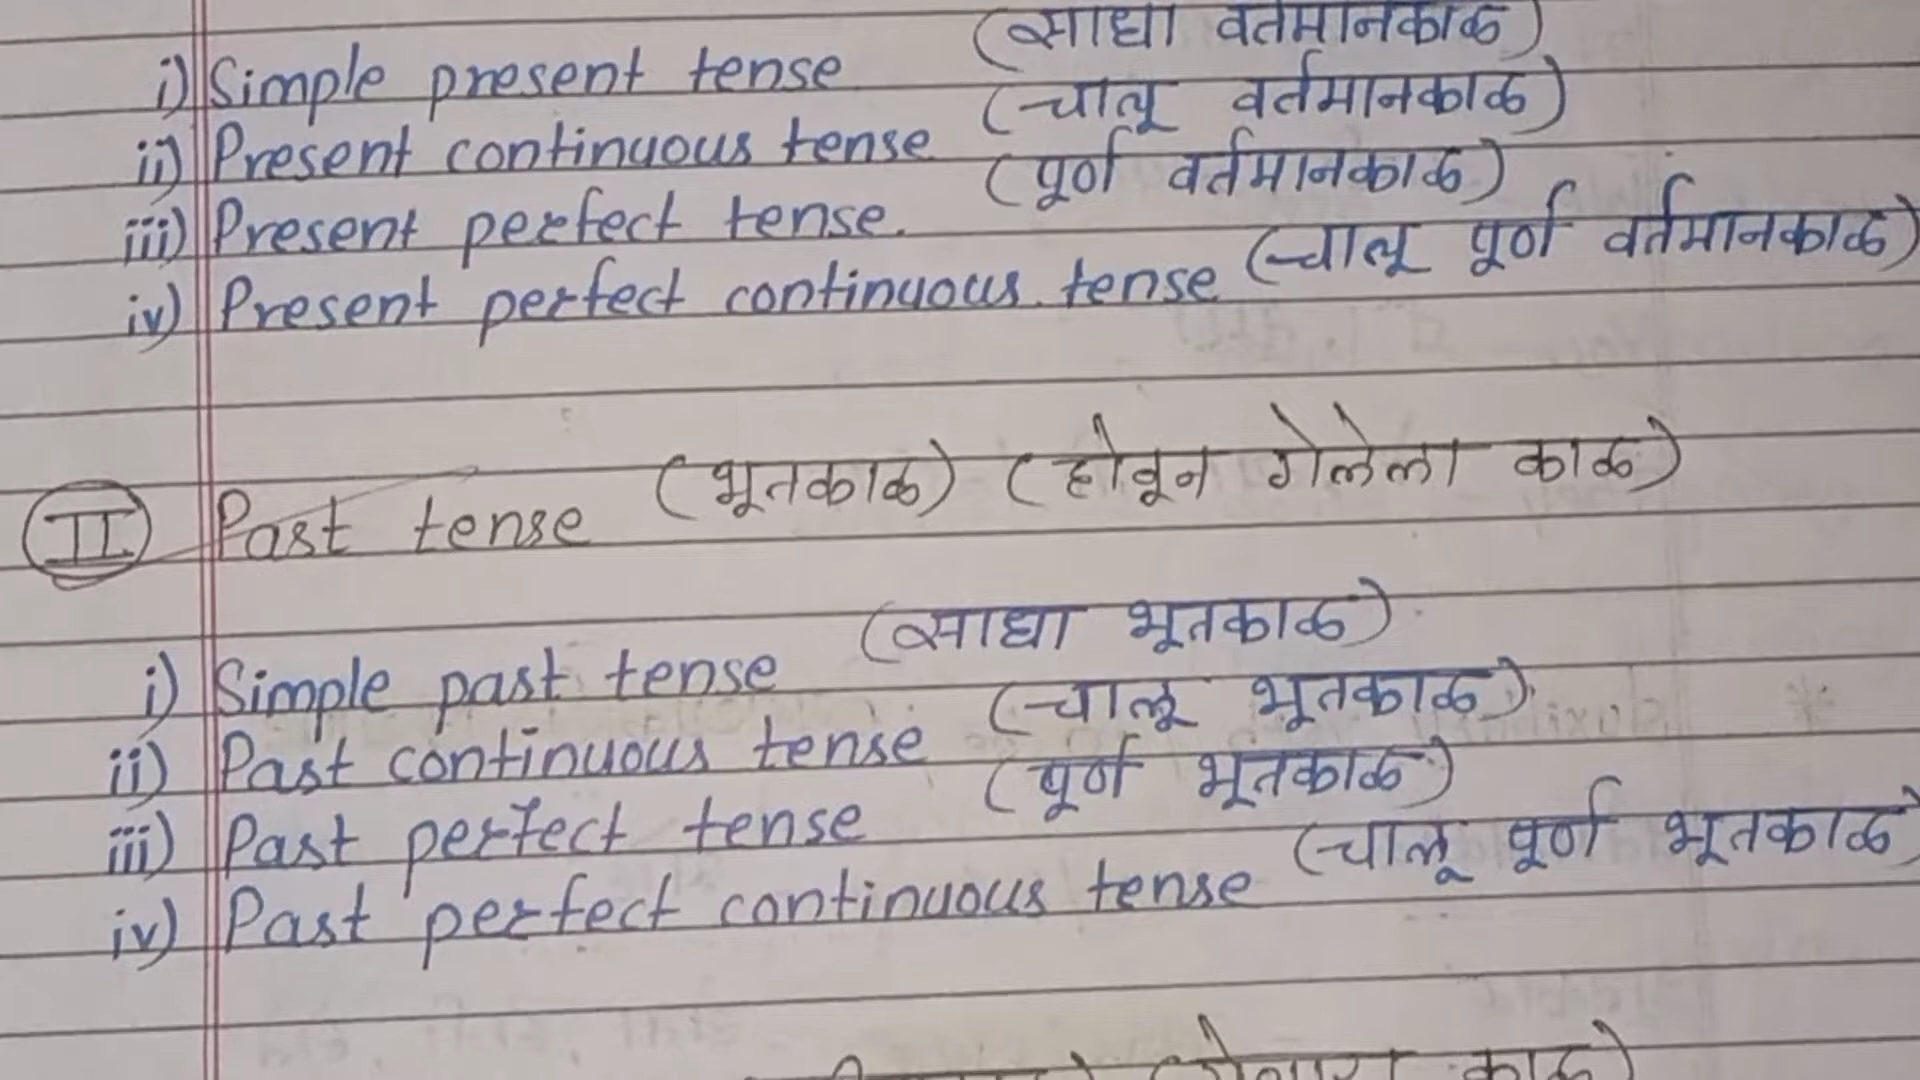 i) Simple present tense (साधा वर्तमानकाळ)
ii) Present continuous tense (चालू वर्तमानकाळ)
iii) Present perfect tense. (पूर्ण वर्तमानकाळ)
iv) Present perfect continuous tense (चालू पूर्ण वर्तमानकाळ)
II Past tense (भूतकाळ) (होवून गेलेला काळ)
i) Simple past tense (साधा भूतकाळ)
ii) Past continuous tense (चालू भूतकाळ)
iii) Past perfect tense (पूर्ण भूतकाळ)
iv) Past perfect continuous tense (चालू पूर्ण भूतकाळ)
काळ)